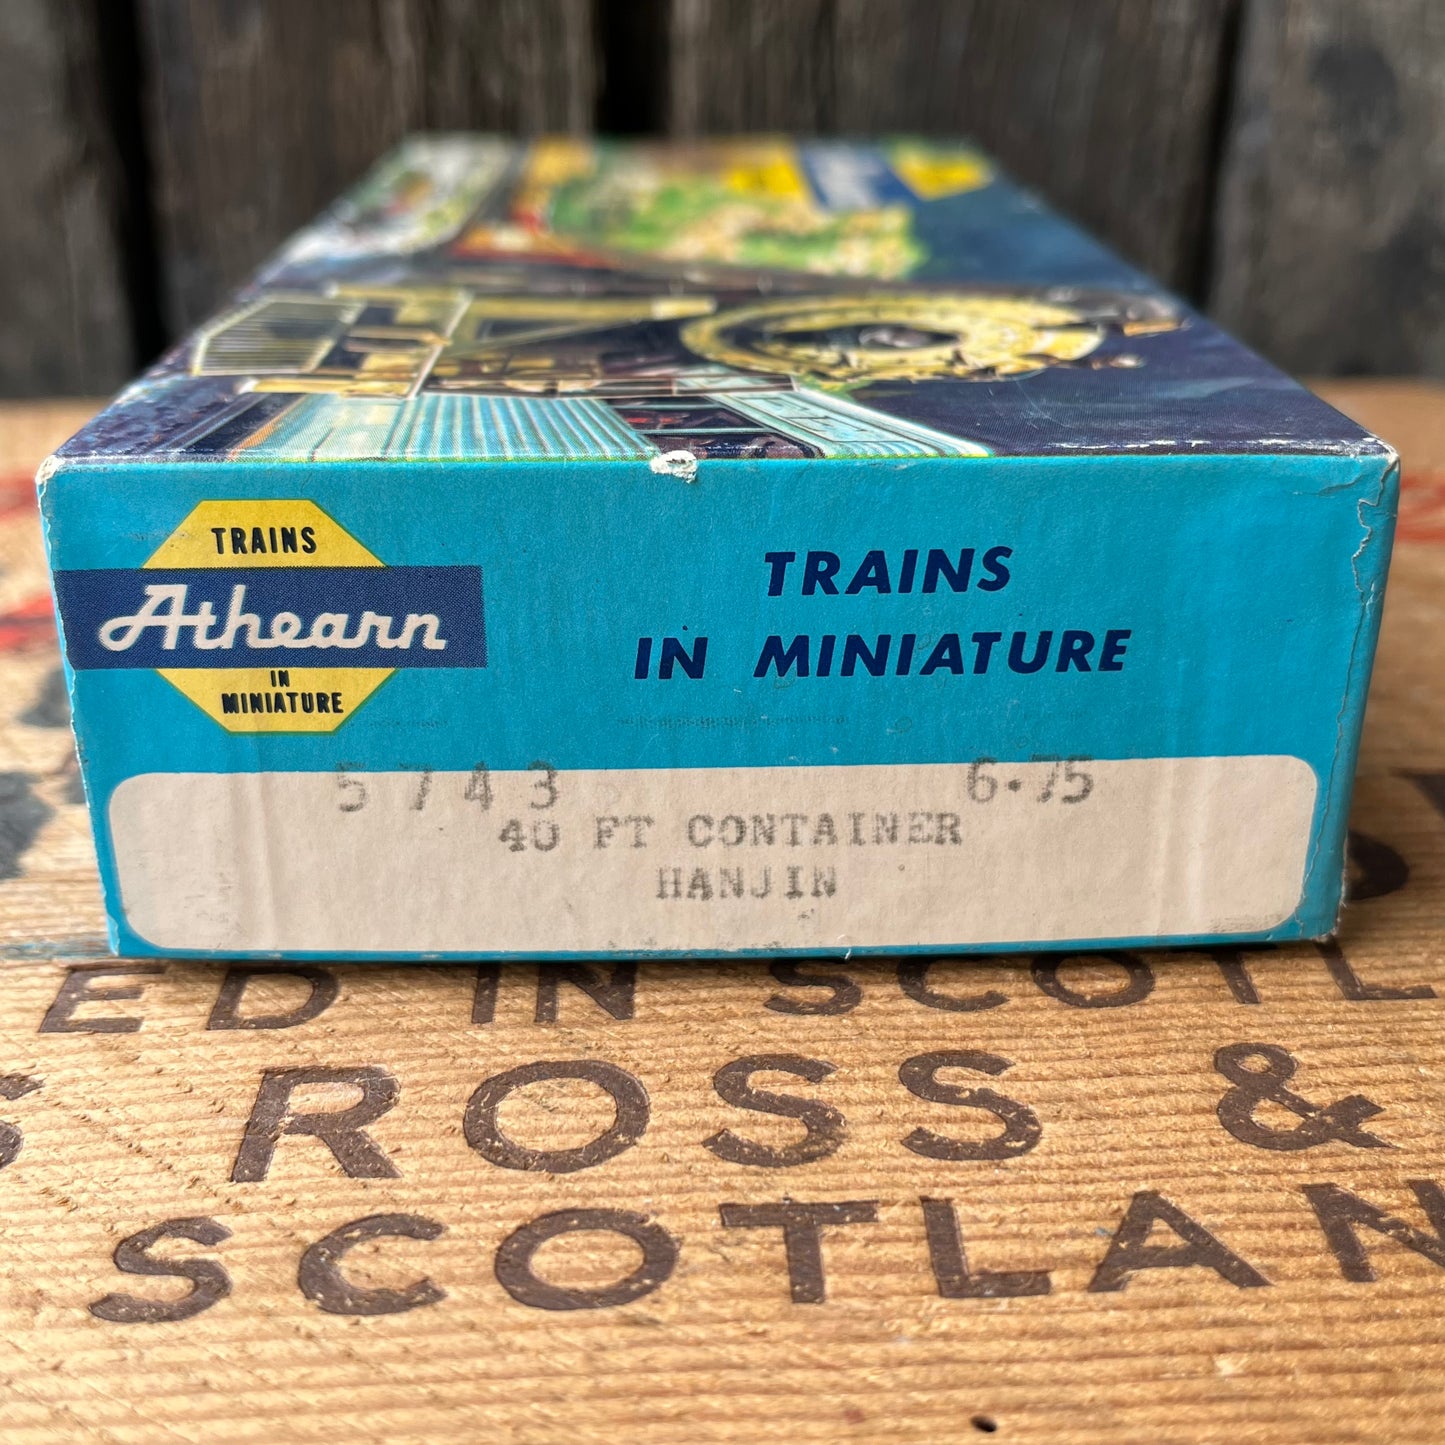 TRAINS
Athearn
IN
MINIATURE
TRAINS
IN MINIATURE
5743 6.75
40 FT CONTAINER
HANJIN
ED IN SCOTL
ROSS &
SCOTLAN